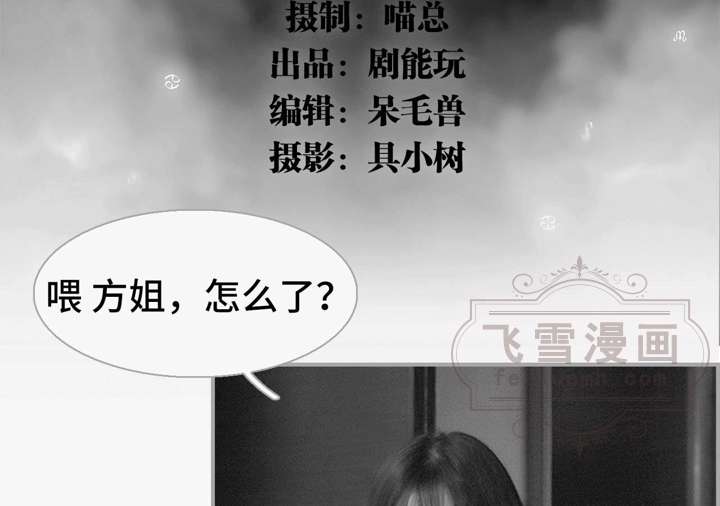 摄制：喵总
出品：剧能玩
编辑：呆毛兽
摄影：具小树
喂 方姐，怎么了？
飞雪漫画